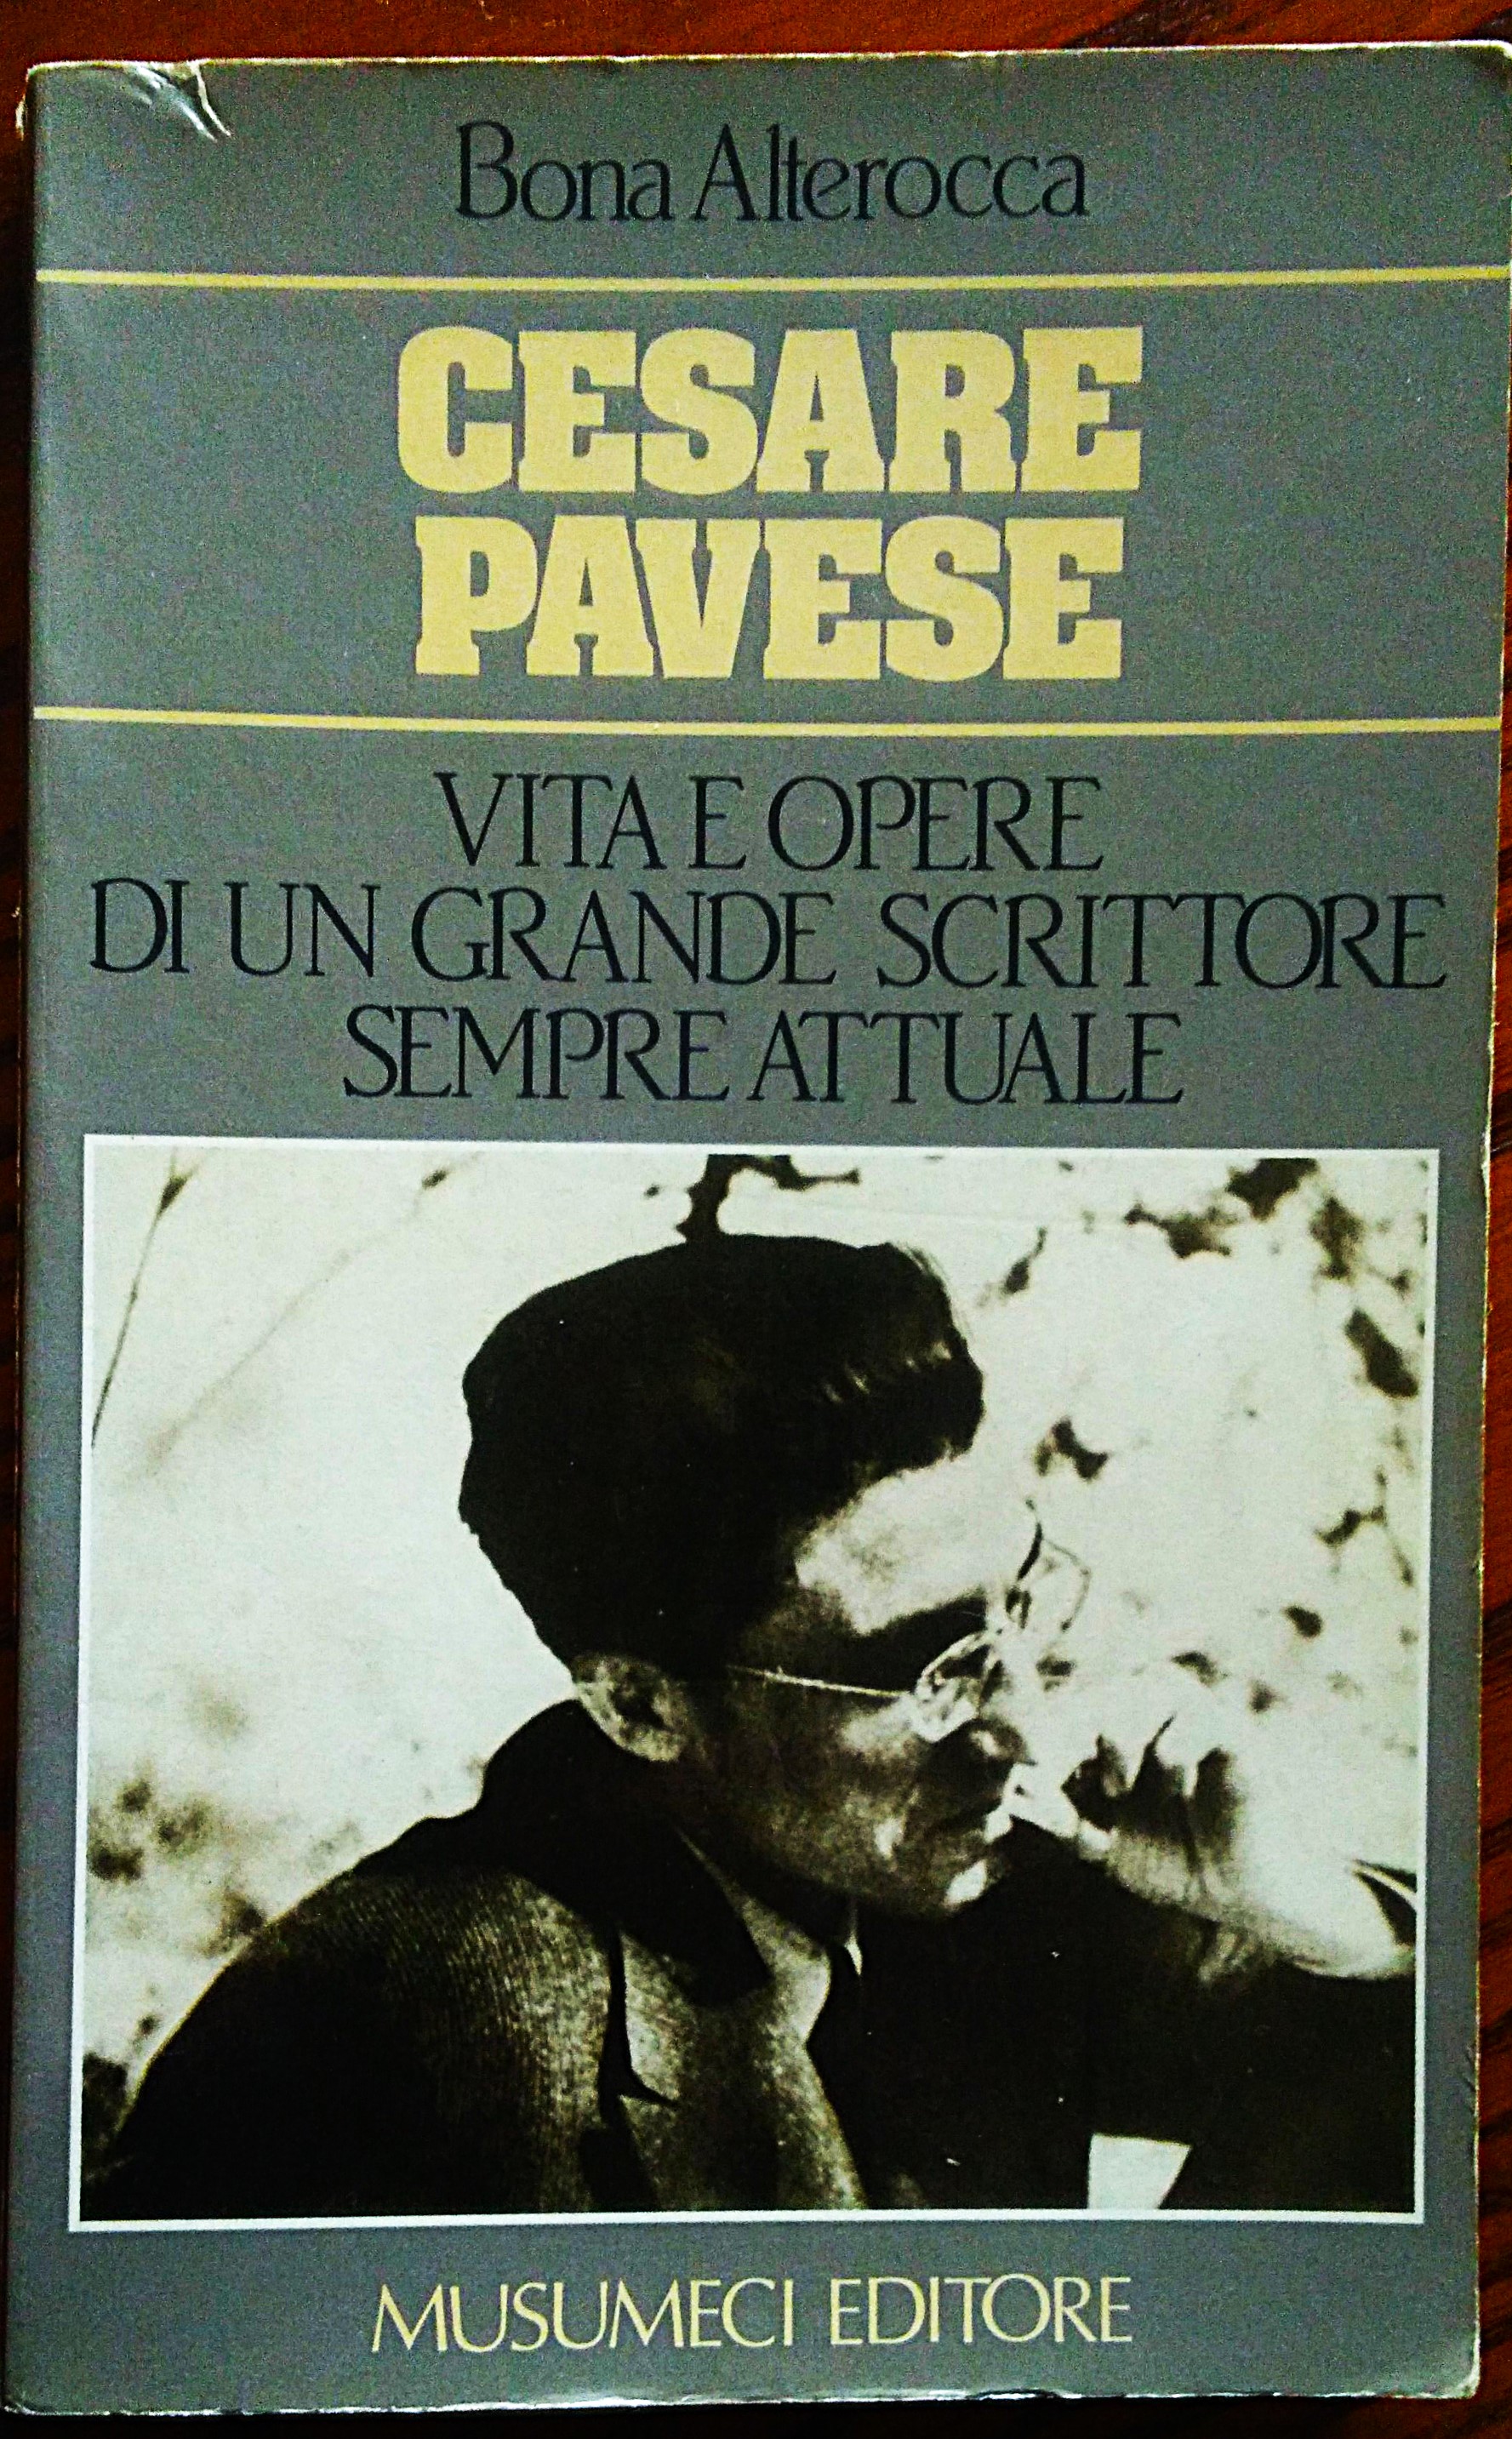 Bona Alterocca
CESARE
PAVESE
VITA E OPERE
DI UN GRANDE SCRITTORE
SEMPRE ATTUALE
MUSUMECI EDITORE